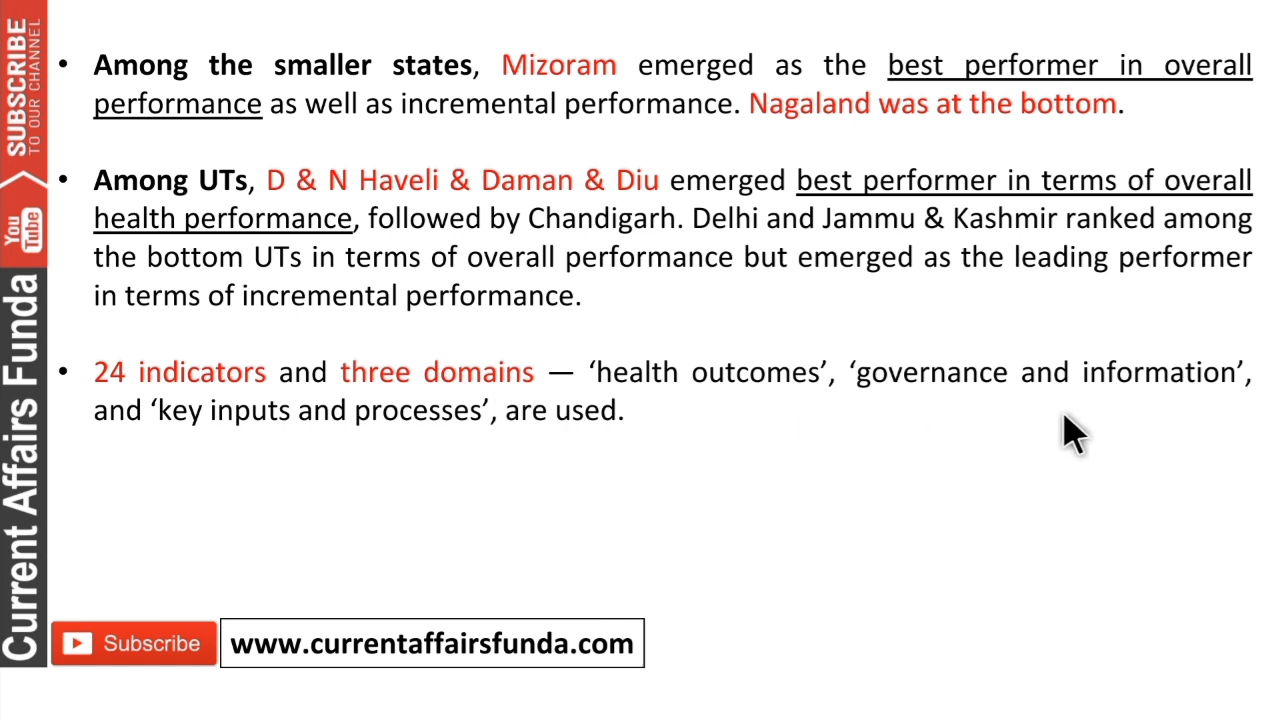 SUBSCRIBE
TO OUR CHANNEL
You
Tube
Current Affairs Funda
• Among the smaller states, Mizoram emerged as the best performer in overall
performance as well as incremental performance. Nagaland was at the bottom.
• Among UTs, D & N Haveli & Daman & Diu emerged best performer in terms of overall
health performance, followed by Chandigarh. Delhi and Jammu & Kashmir ranked among
the bottom UTs in terms of overall performance but emerged as the leading performer
in terms of incremental performance.
• 24 indicators and three domains — ‘health outcomes’, ‘governance and information’,
and ‘key inputs and processes’, are used.
Subscribe
www.currentaffairsfunda.com